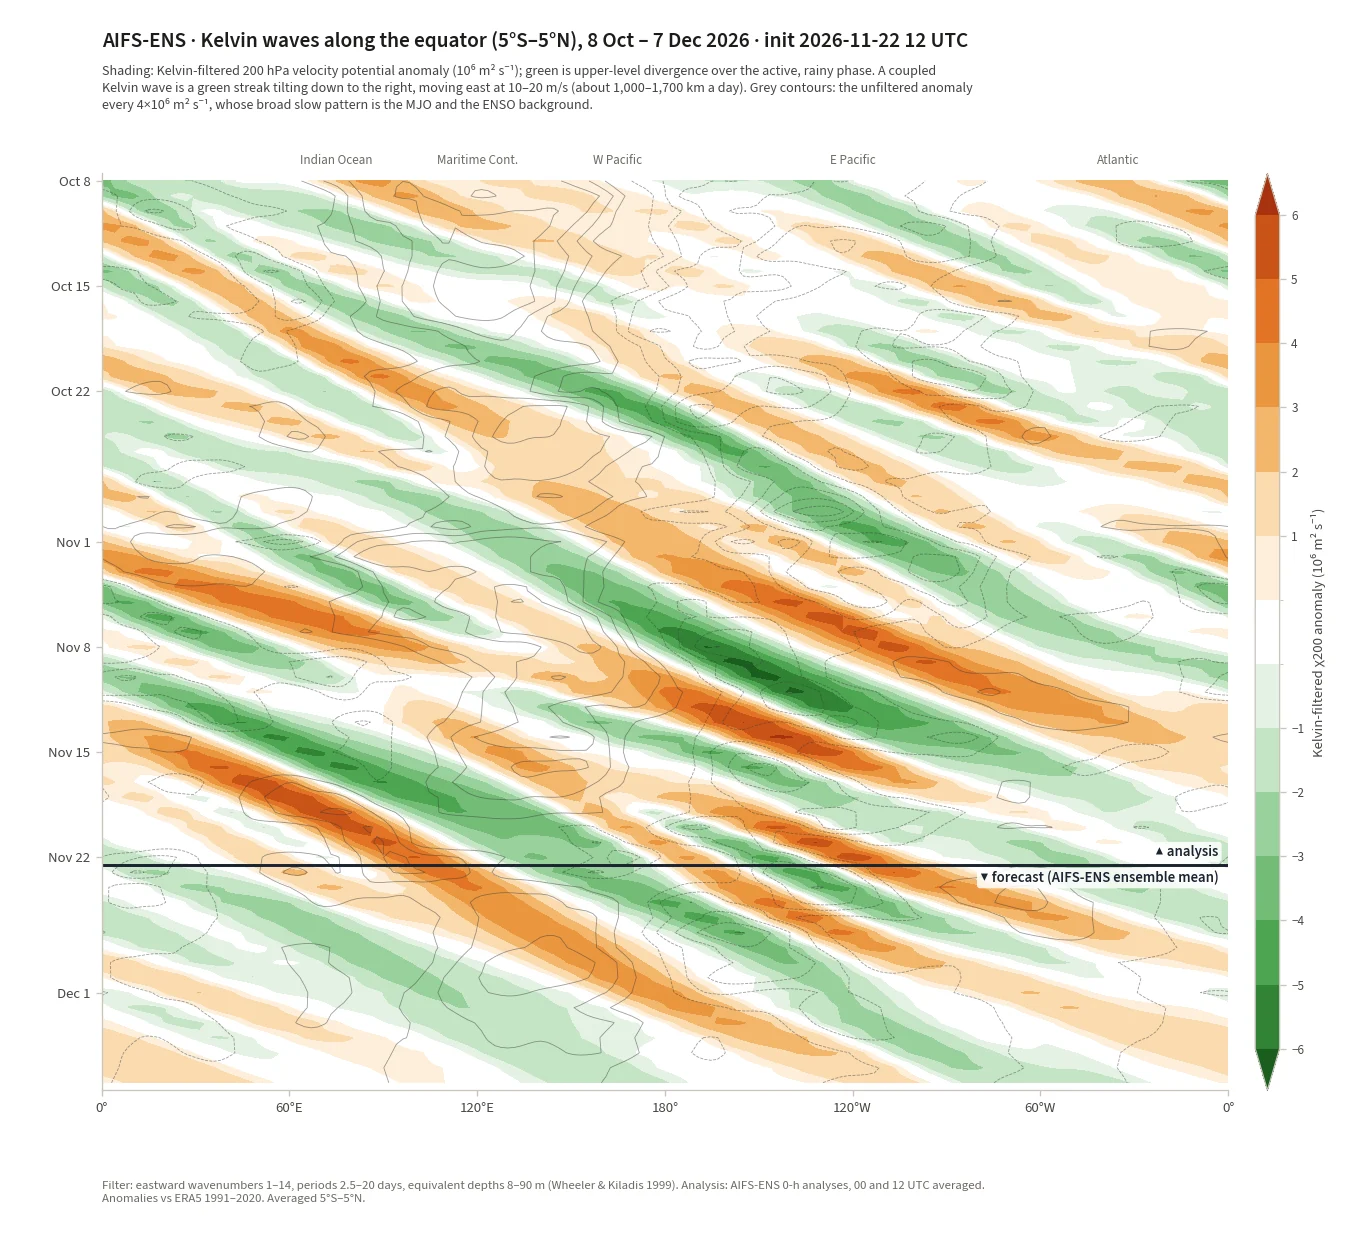 AIFS-ENS · Kelvin waves along the equator (5°S–5°N), 8 Oct – 7 Dec 2026 · init 2026-11-22 12 UTC
Shading: Kelvin-filtered 200 hPa velocity potential anomaly (10⁶ m² s⁻¹); green is upper-level divergence over the active, rainy phase. A coupled
Kelvin wave is a green streak tilting down to the right, moving east at 10–20 m/s (about 1,000–1,700 km a day). Grey contours: the unfiltered anomaly
every 4×10⁶ m² s⁻¹, whose broad slow pattern is the MJO and the ENSO background.
Indian Ocean Maritime Cont. W Pacific E Pacific Atlantic
Oct 8
Oct 15
Oct 22
Nov 1
Nov 8
Nov 15
Nov 22
Dec 1
▲ analysis
▼ forecast (AIFS-ENS ensemble mean)
0° 60°E 120°E 180° 120°W 60°W 0°
6
5
4
3
2
1
−1
−2
−3
−4
−5
−6
Kelvin-filtered χ200 anomaly (10⁶ m² s⁻¹)
Filter: eastward wavenumbers 1–14, periods 2.5–20 days, equivalent depths 8–90 m (Wheeler & Kiladis 1999). Analysis: AIFS-ENS 0-h analyses, 00 and 12 UTC averaged.
Anomalies vs ERA5 1991–2020. Averaged 5°S–5°N.